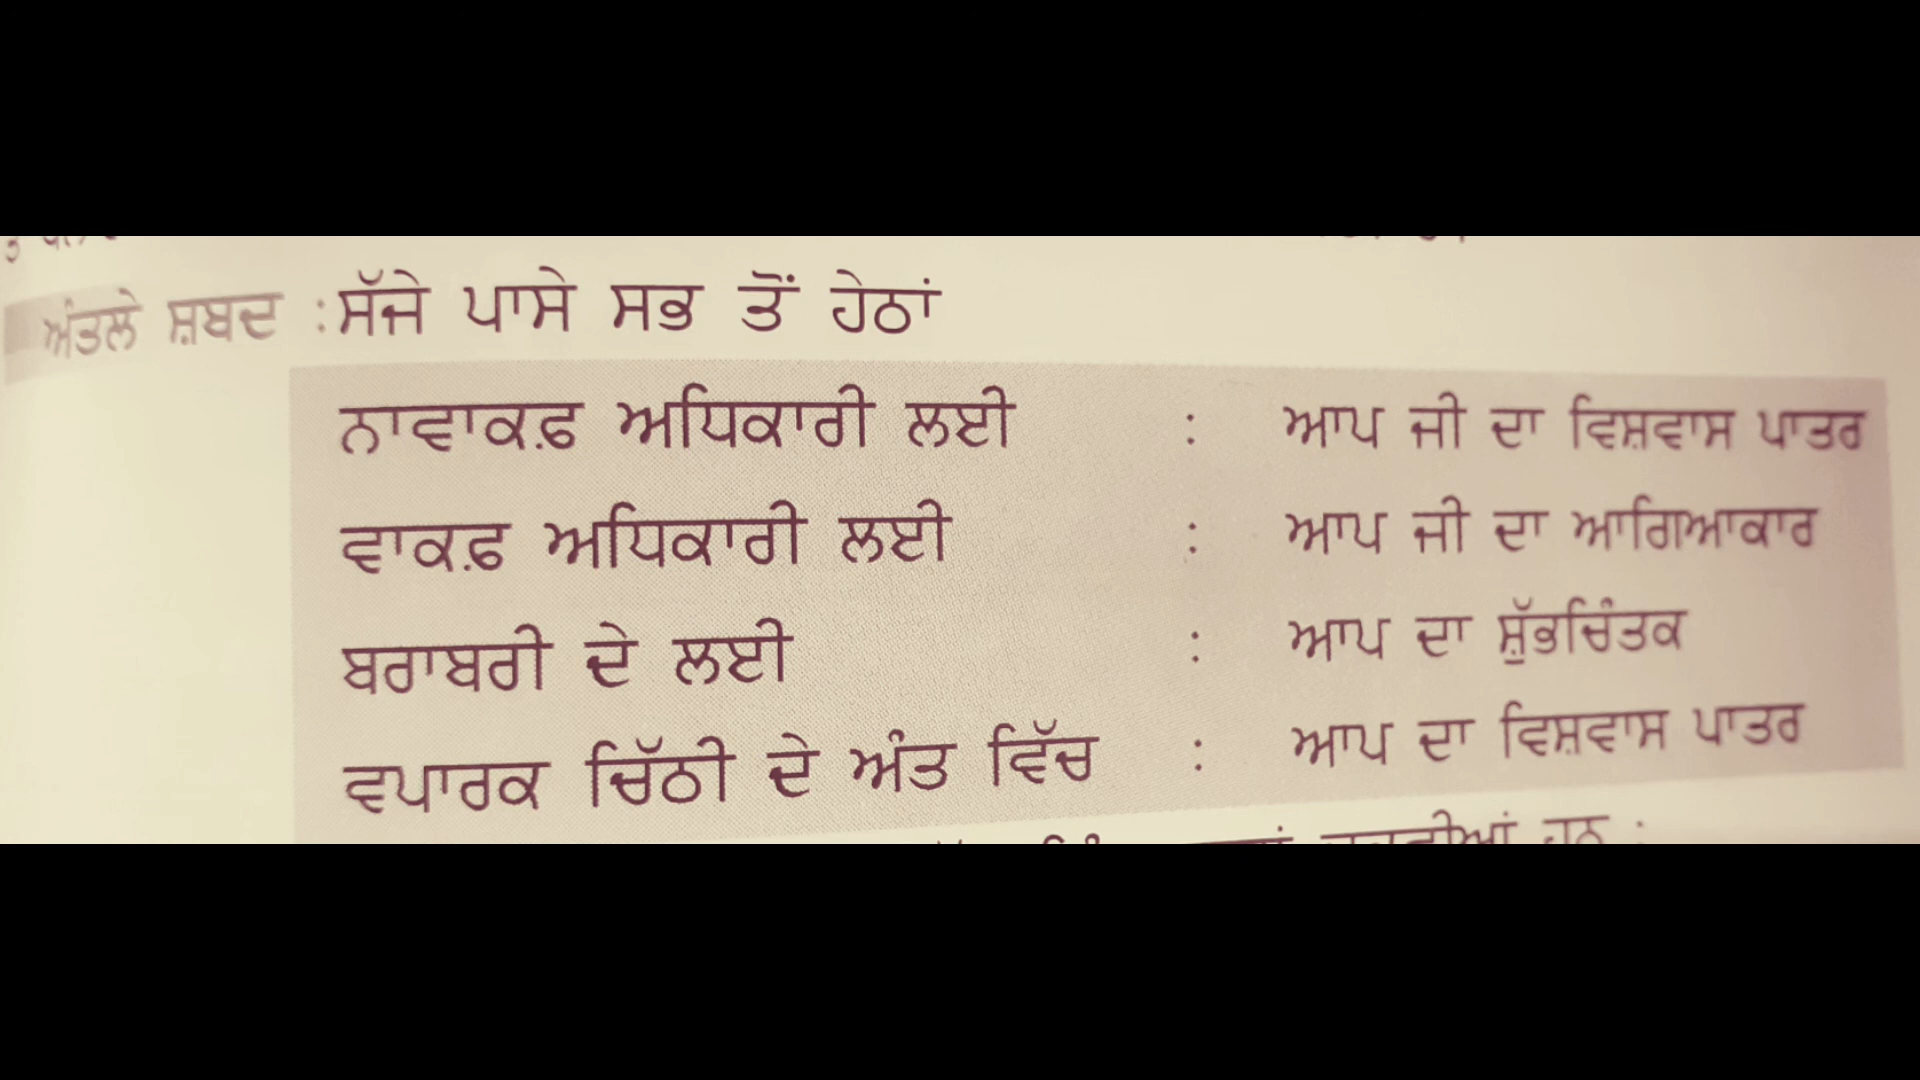 ਅੰਤਲੇ ਸ਼ਬਦ : ਸੱਜੇ ਪਾਸੇ ਸਭ ਤੋਂ ਹੇਠਾਂ
ਨਾਵਾਕਫ਼ ਅਧਿਕਾਰੀ ਲਈ : ਆਪ ਜੀ ਦਾ ਵਿਸ਼ਵਾਸ ਪਾਤਰ
ਵਾਕਫ਼ ਅਧਿਕਾਰੀ ਲਈ : ਆਪ ਜੀ ਦਾ ਆਗਿਆਕਾਰ
ਬਰਾਬਰੀ ਦੇ ਲਈ : ਆਪ ਦਾ ਸ਼ੁੱਭਚਿੰਤਕ
ਵਪਾਰਕ ਚਿੱਠੀ ਦੇ ਅੰਤ ਵਿੱਚ : ਆਪ ਦਾ ਵਿਸ਼ਵਾਸ ਪਾਤਰ
ਹਨ :